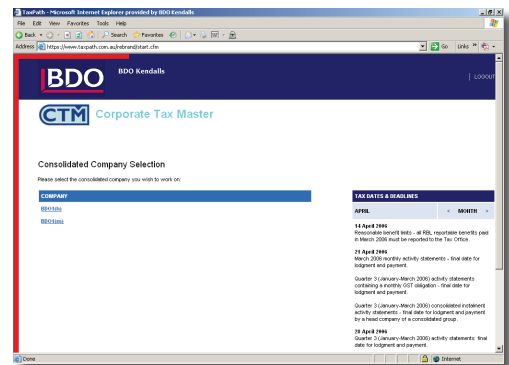 TaxPath - Microsoft Internet Explorer provided by BDO Kendalls
File Edit View Favorites Tools Help
Back Search Favorites
Address https://www.taxpath.com.au/rebrand/start.cfm Go Links
BDO BDO Kendalls
LOGOUT
CTM Corporate Tax Master
Consolidated Company Selection
Please select the consolidated company you wish to work on:
COMPANY
TAX DATES & DEADLINES
APRIL < MONTH >
14 April 2006
Reasonable benefit limits - all RBL reportable benefits paid
in March 2006 must be reported to the Tax Office.
21 April 2006
March 2006 monthly activity statements - final date for
lodgment and payment.
Quarter 3 (January-March 2006) activity statements
containing a monthly GST obligation - final date for
lodgment and payment.
Quarter 3 (January-March 2006) consolidated instalment
activity statements - final date for lodgment and payment
by a head company of a consolidated group.
28 April 2006
Quarter 3 (January-March 2006) activity statements: final
date for lodgment and payment.
Done Internet